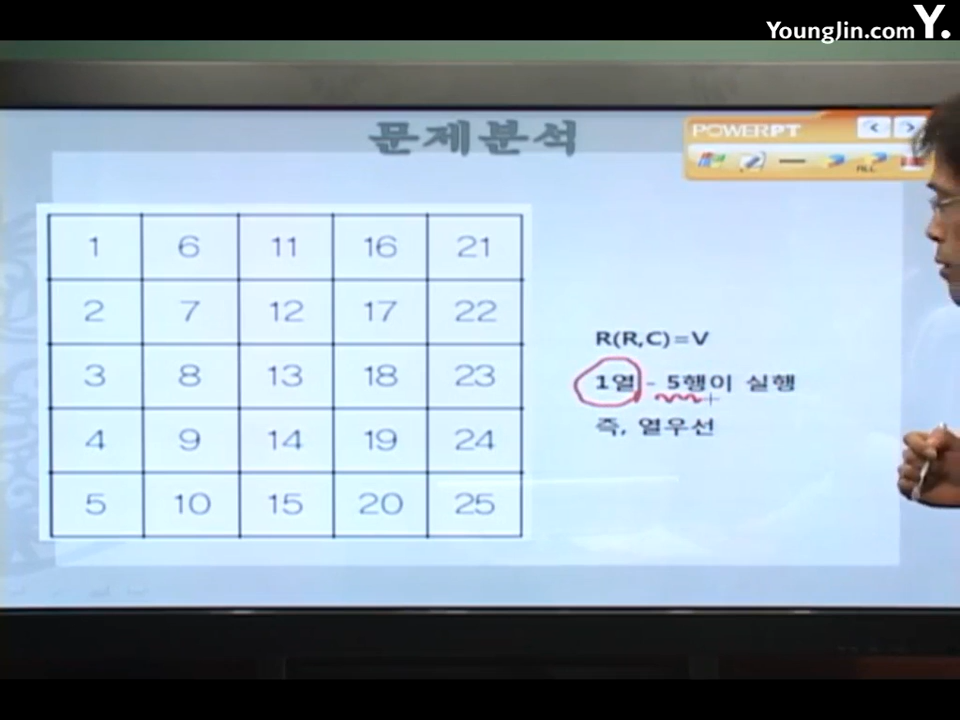 YoungJin.com Y.
문제분석
POWERPT
1 6 11 16 21
2 7 12 17 22
3 8 13 18 23
4 9 14 19 24
5 10 15 20 25
R(R,C)=V
1열 - 5행이 실행
즉, 열우선